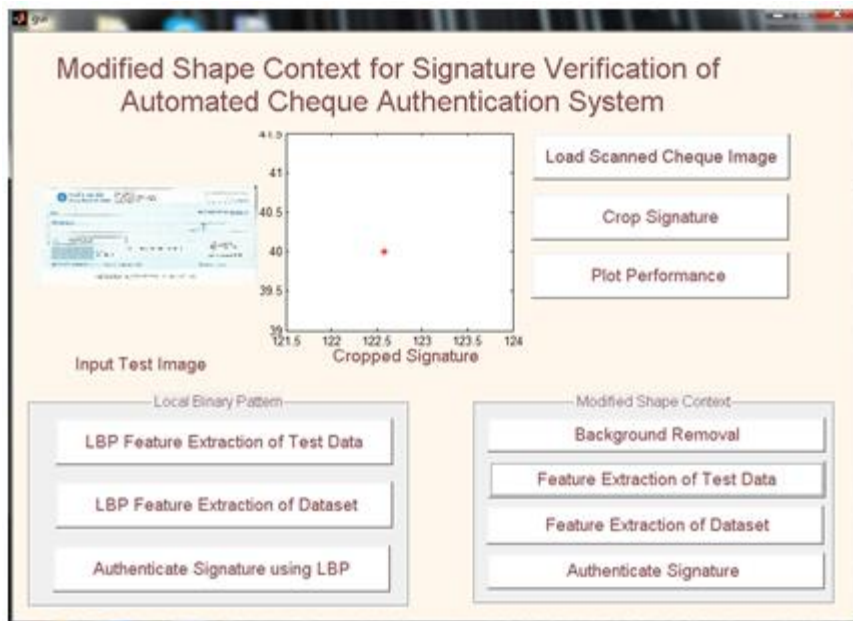 gui
Modified Shape Context for Signature Verification of
Automated Cheque Authentication System
41.5
41
40.5
40
39.5
39
121.5 122 122.5 123 123.5 124
Cropped Signature
Input Test Image
Load Scanned Cheque Image
Crop Signature
Plot Performance
Local Binary Pattern
LBP Feature Extraction of Test Data
LBP Feature Extraction of Dataset
Authenticate Signature using LBP
Modified Shape Context
Background Removal
Feature Extraction of Test Data
Feature Extraction of Dataset
Authenticate Signature